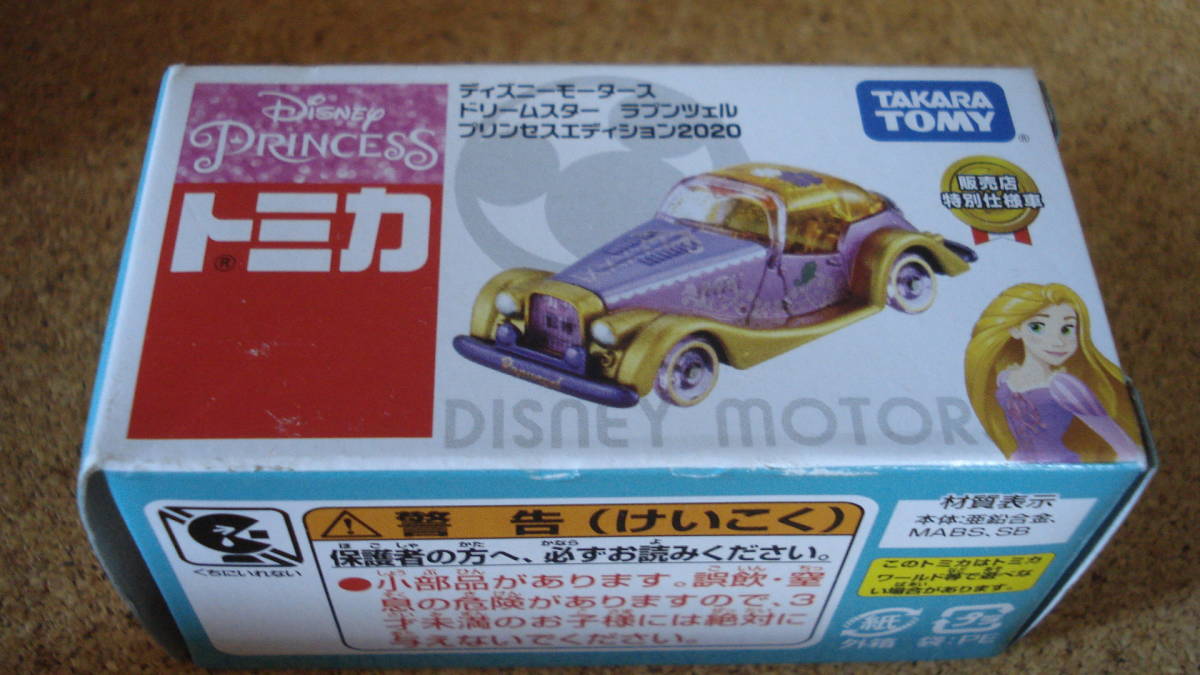 Disney
PRINCESS
トミカ®
ディズニーモータース
ドリームスター ラプンツェル
プリンセスエディション2020
TAKARA
TOMY®
販売店
特別仕様車
DISNEY MOTOR
くちにいれない
警告(けいこく)
保護者の方へ、必ずお読みください。
●小部品があります。誤飲・窒
息の危険がありますので、3
才未満のお子様には絶対に
与えないでください。
材質表示
本体:亜鉛合金、
MABS、SB
このトミカはトミカ
ワールド等で遊べな
い場合があります。
紙
外箱
プラ
袋:PE